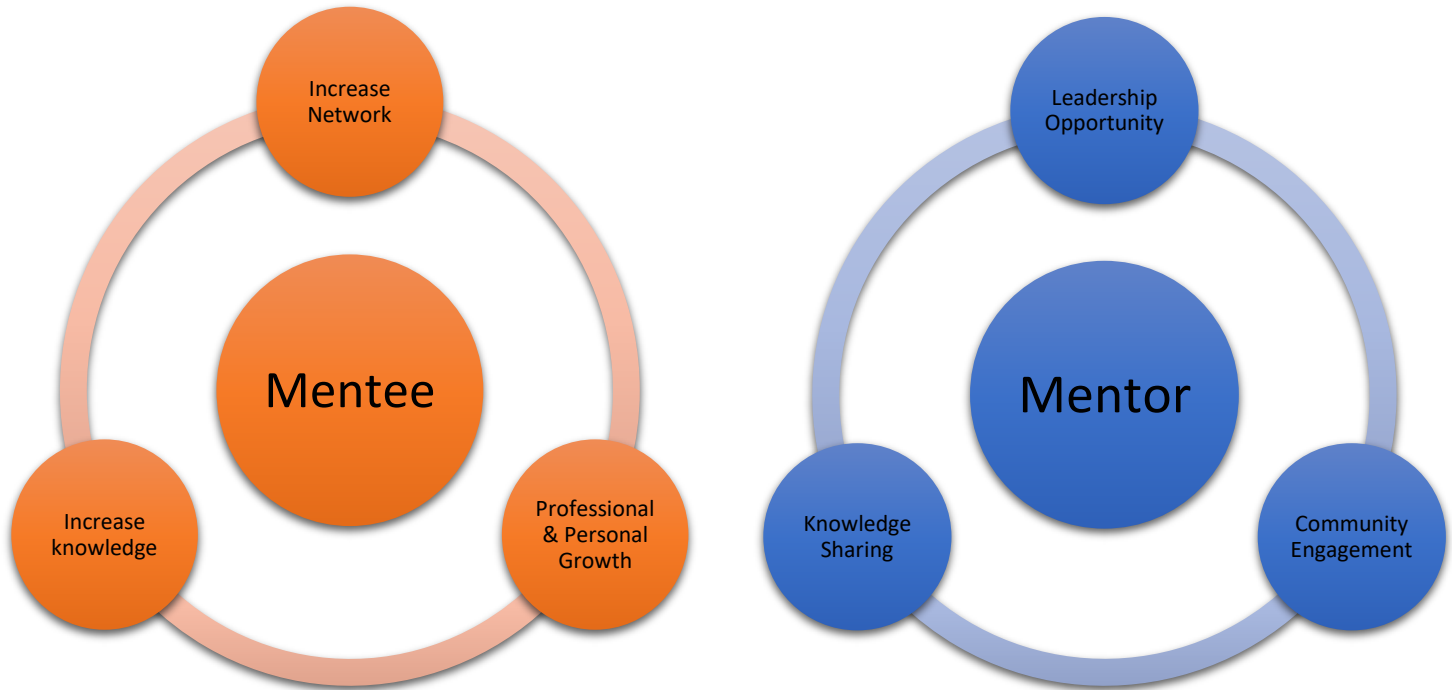 Increase
Network
Mentee
Increase
knowledge
Professional
& Personal
Growth
Leadership
Opportunity
Mentor
Knowledge
Sharing
Community
Engagement